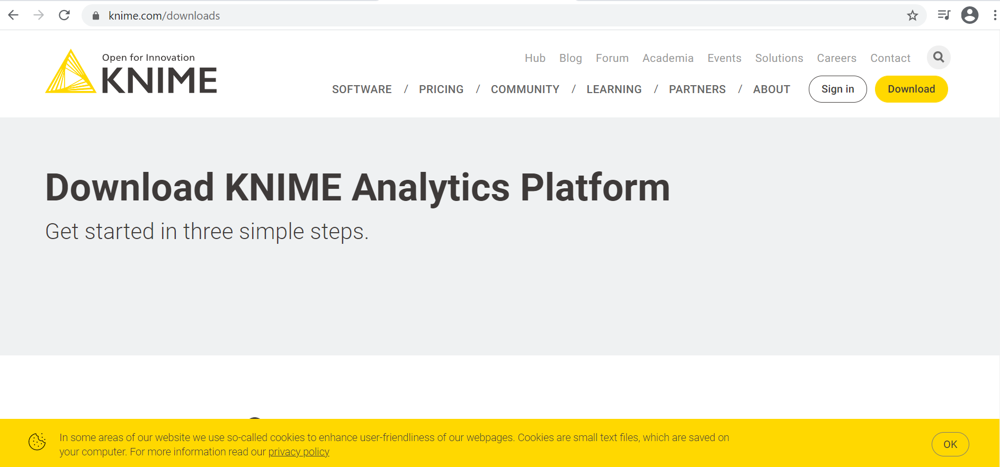 knime.com/downloads
Open for Innovation
KNIME
Hub Blog Forum Academia Events Solutions Careers Contact
SOFTWARE / PRICING / COMMUNITY / LEARNING / PARTNERS / ABOUT Sign in Download
Download KNIME Analytics Platform
Get started in three simple steps.
In some areas of our website we use so-called cookies to enhance user-friendliness of our webpages. Cookies are small text files, which are saved on
your computer. For more information read our privacy policy
OK